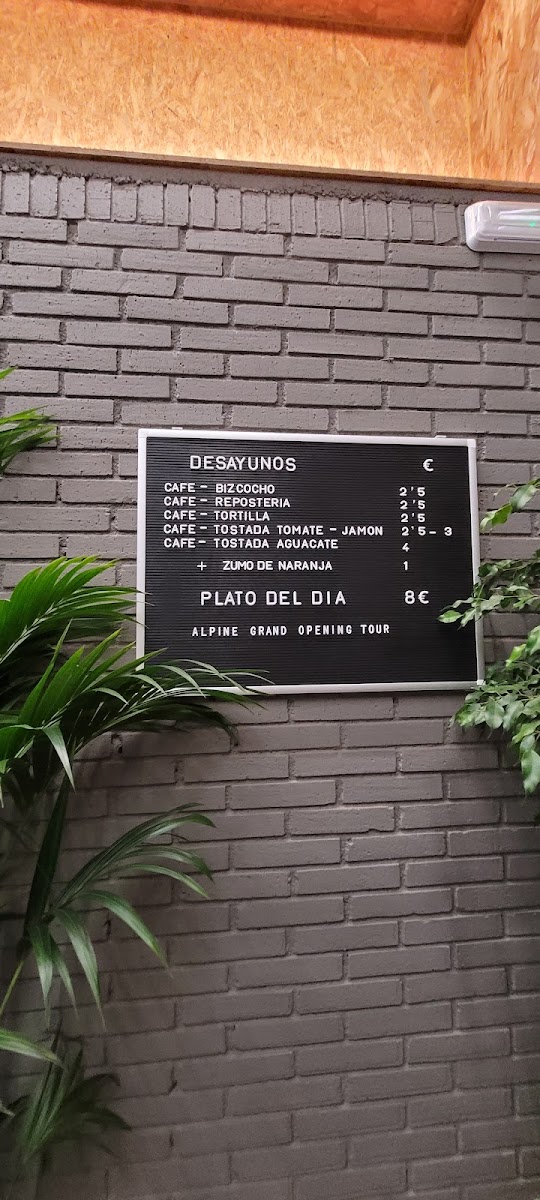 DESAYUNOS €
CAFE - BIZCOCHO 2'5
CAFE - REPOSTERIA 2'5
CAFE - TORTILLA 2'5
CAFE - TOSTADA TOMATE - JAMON 2'5 - 3
CAFE - TOSTADA AGUACATE 4
+ ZUMO DE NARANJA 1
PLATO DEL DIA 8€
ALPINE GRAND OPENING TOUR